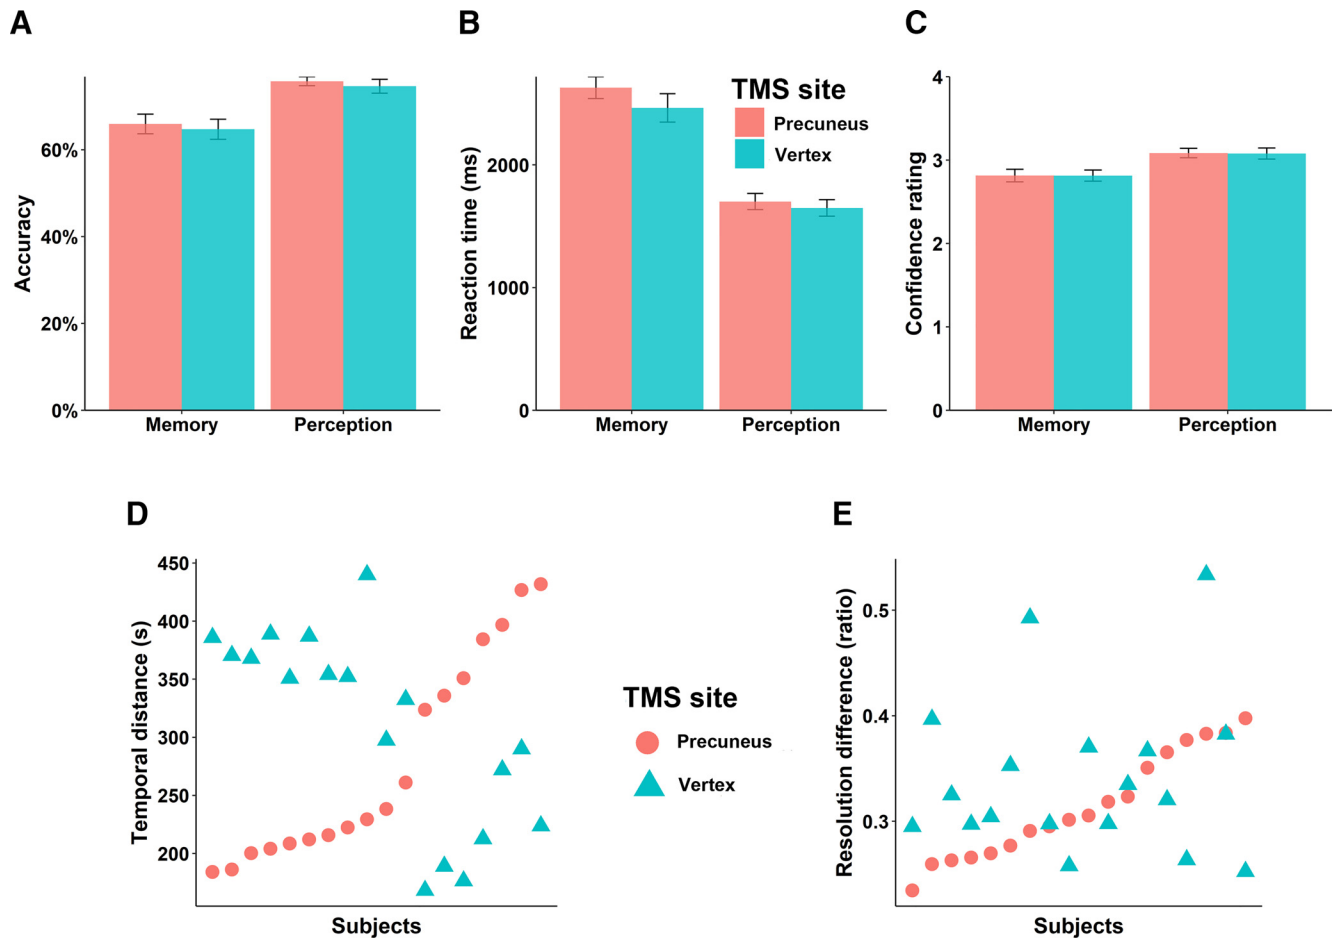 A
Accuracy
60%
40%
20%
0%
Memory
Perception
B
Reaction time (ms)
2000
1000
0
Memory
Perception
TMS site
Precuneus
Vertex
C
Confidence rating
4
3
2
1
0
Memory
Perception
D
Temporal distance (s)
450
400
350
300
250
200
Subjects
TMS site
Precuneus
Vertex
E
Resolution difference (ratio)
0.5
0.4
0.3
Subjects